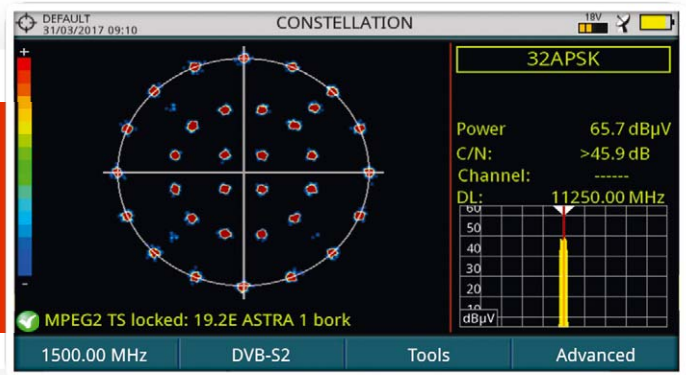 DEFAULT
31/03/2017 09:10
CONSTELLATION
18V
+
-
32APSK
Power 65.7 dBµV
C/N: >45.9 dB
Channel: ------
DL: 11250.00 MHz
60
50
40
30
20
10
dBµV
MPEG2 TS locked: 19.2E ASTRA 1 bork
1500.00 MHz DVB-S2 Tools Advanced